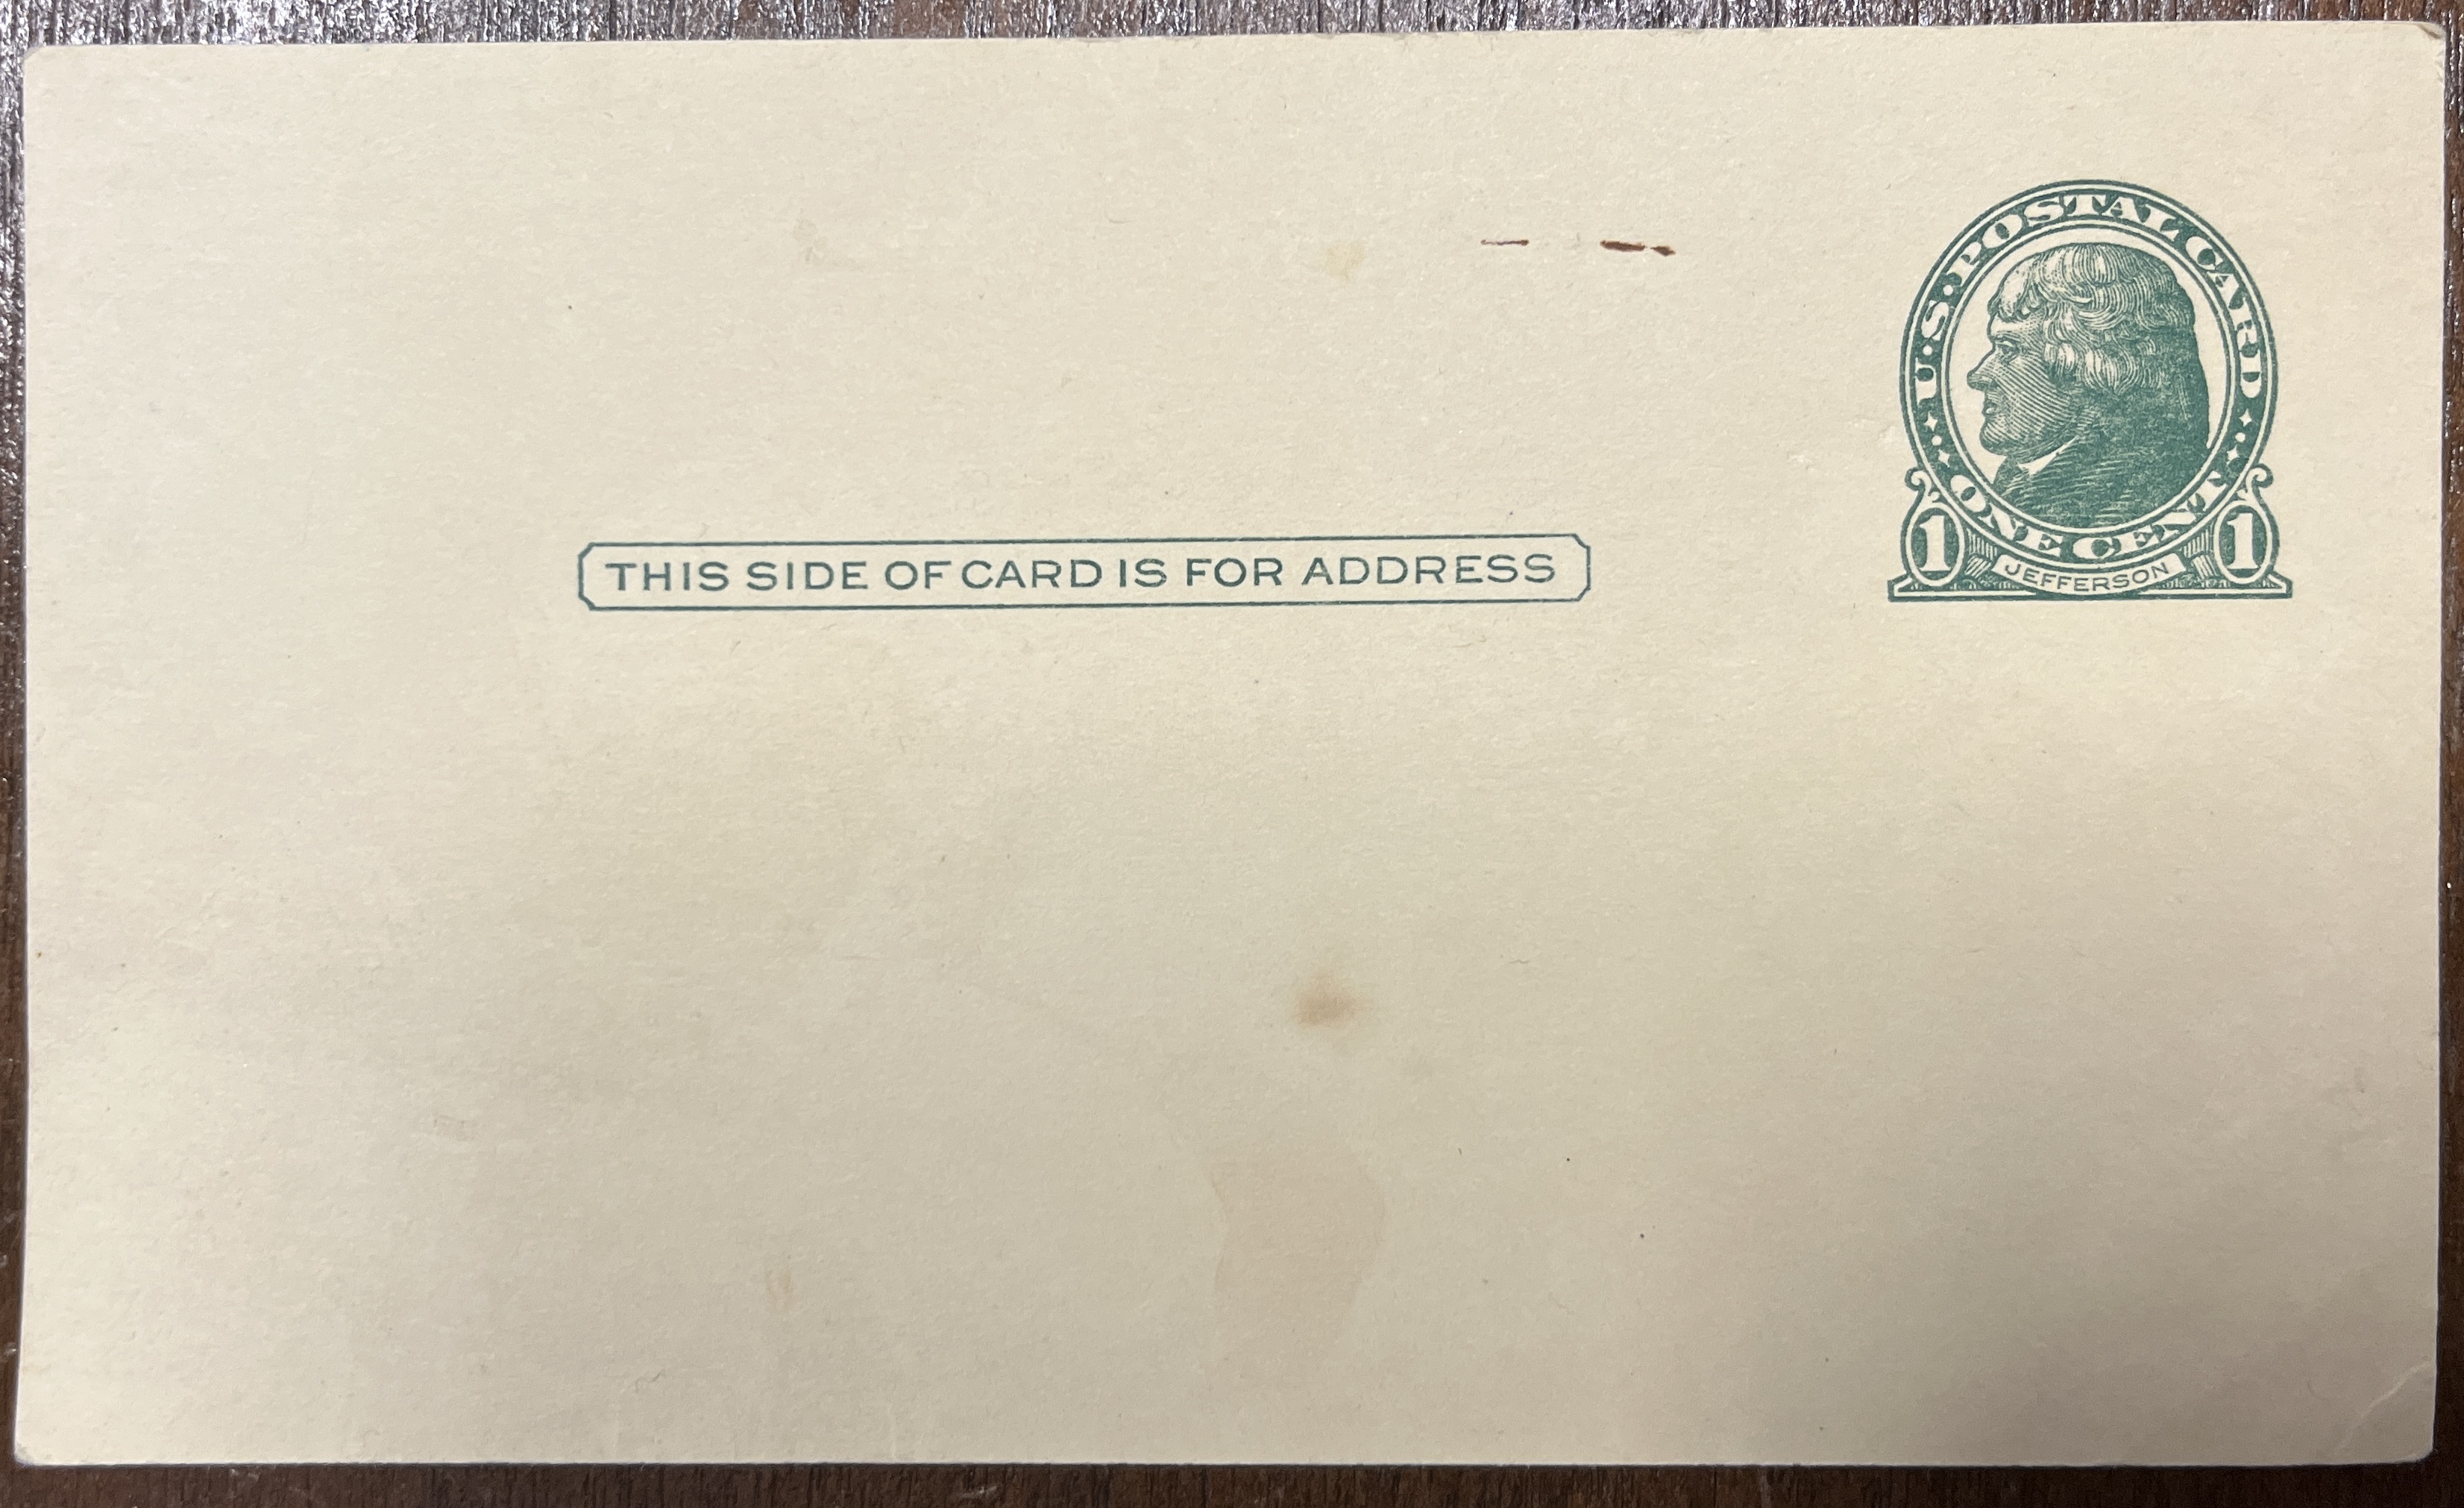 U.S. POSTAL CARD
ONE CENT
1 JEFFERSON 1
THIS SIDE OF CARD IS FOR ADDRESS